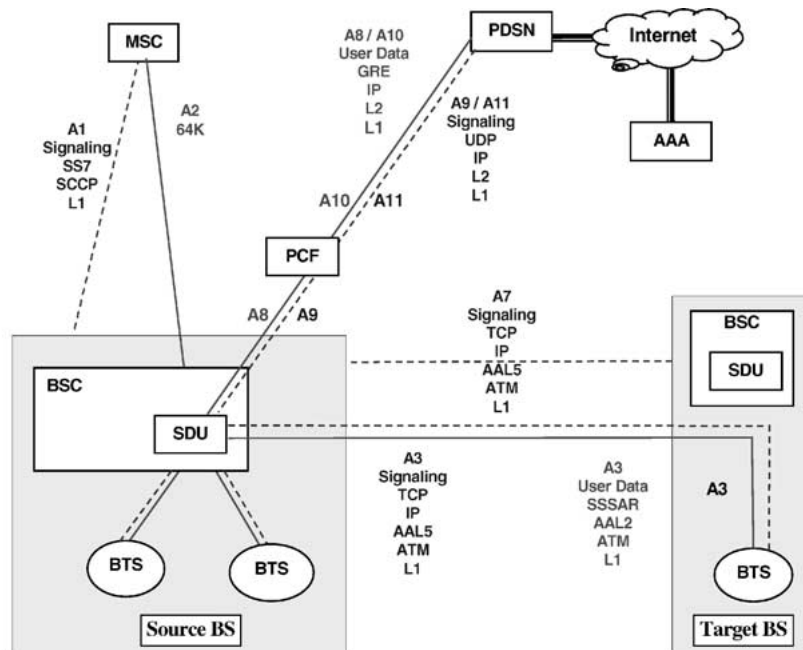 MSC
A8 / A10
User Data
GRE
IP
L2
L1
PDSN
Internet
A1
Signaling
SS7
SCCP
L1
A2
64K
A9 / A11
Signaling
UDP
IP
L2
L1
AAA
A10
A11
PCF
A8
A9
A7
Signaling
TCP
IP
AAL5
ATM
L1
BSC
SDU
BSC
SDU
A3
Signaling
TCP
IP
AAL5
ATM
L1
A3
User Data
SSSAR
AAL2
ATM
L1
A3
BTS
BTS
BTS
Source BS
Target BS